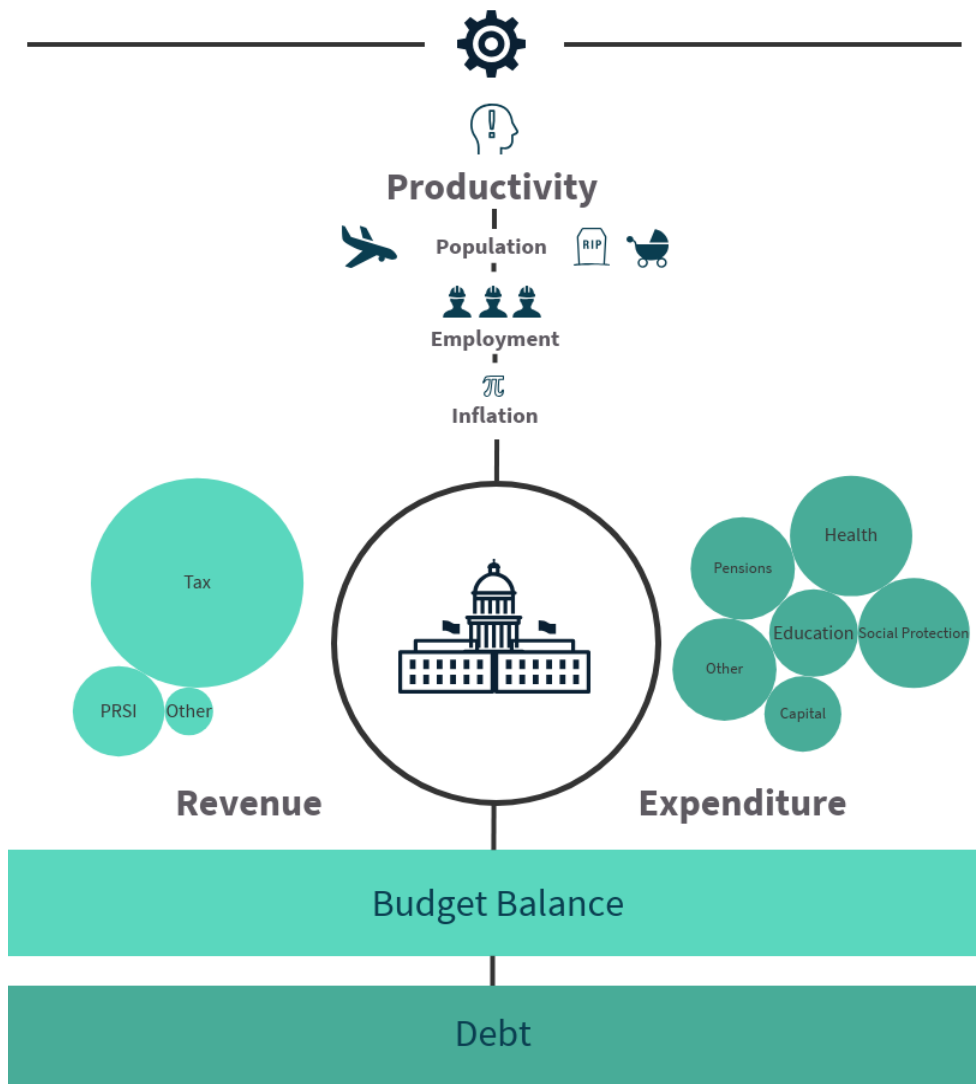 Productivity
Population
RIP
Employment
π
Inflation
Tax
PRSI
Other
Health
Pensions
Education
Social Protection
Other
Capital
Revenue
Expenditure
Budget Balance
Debt